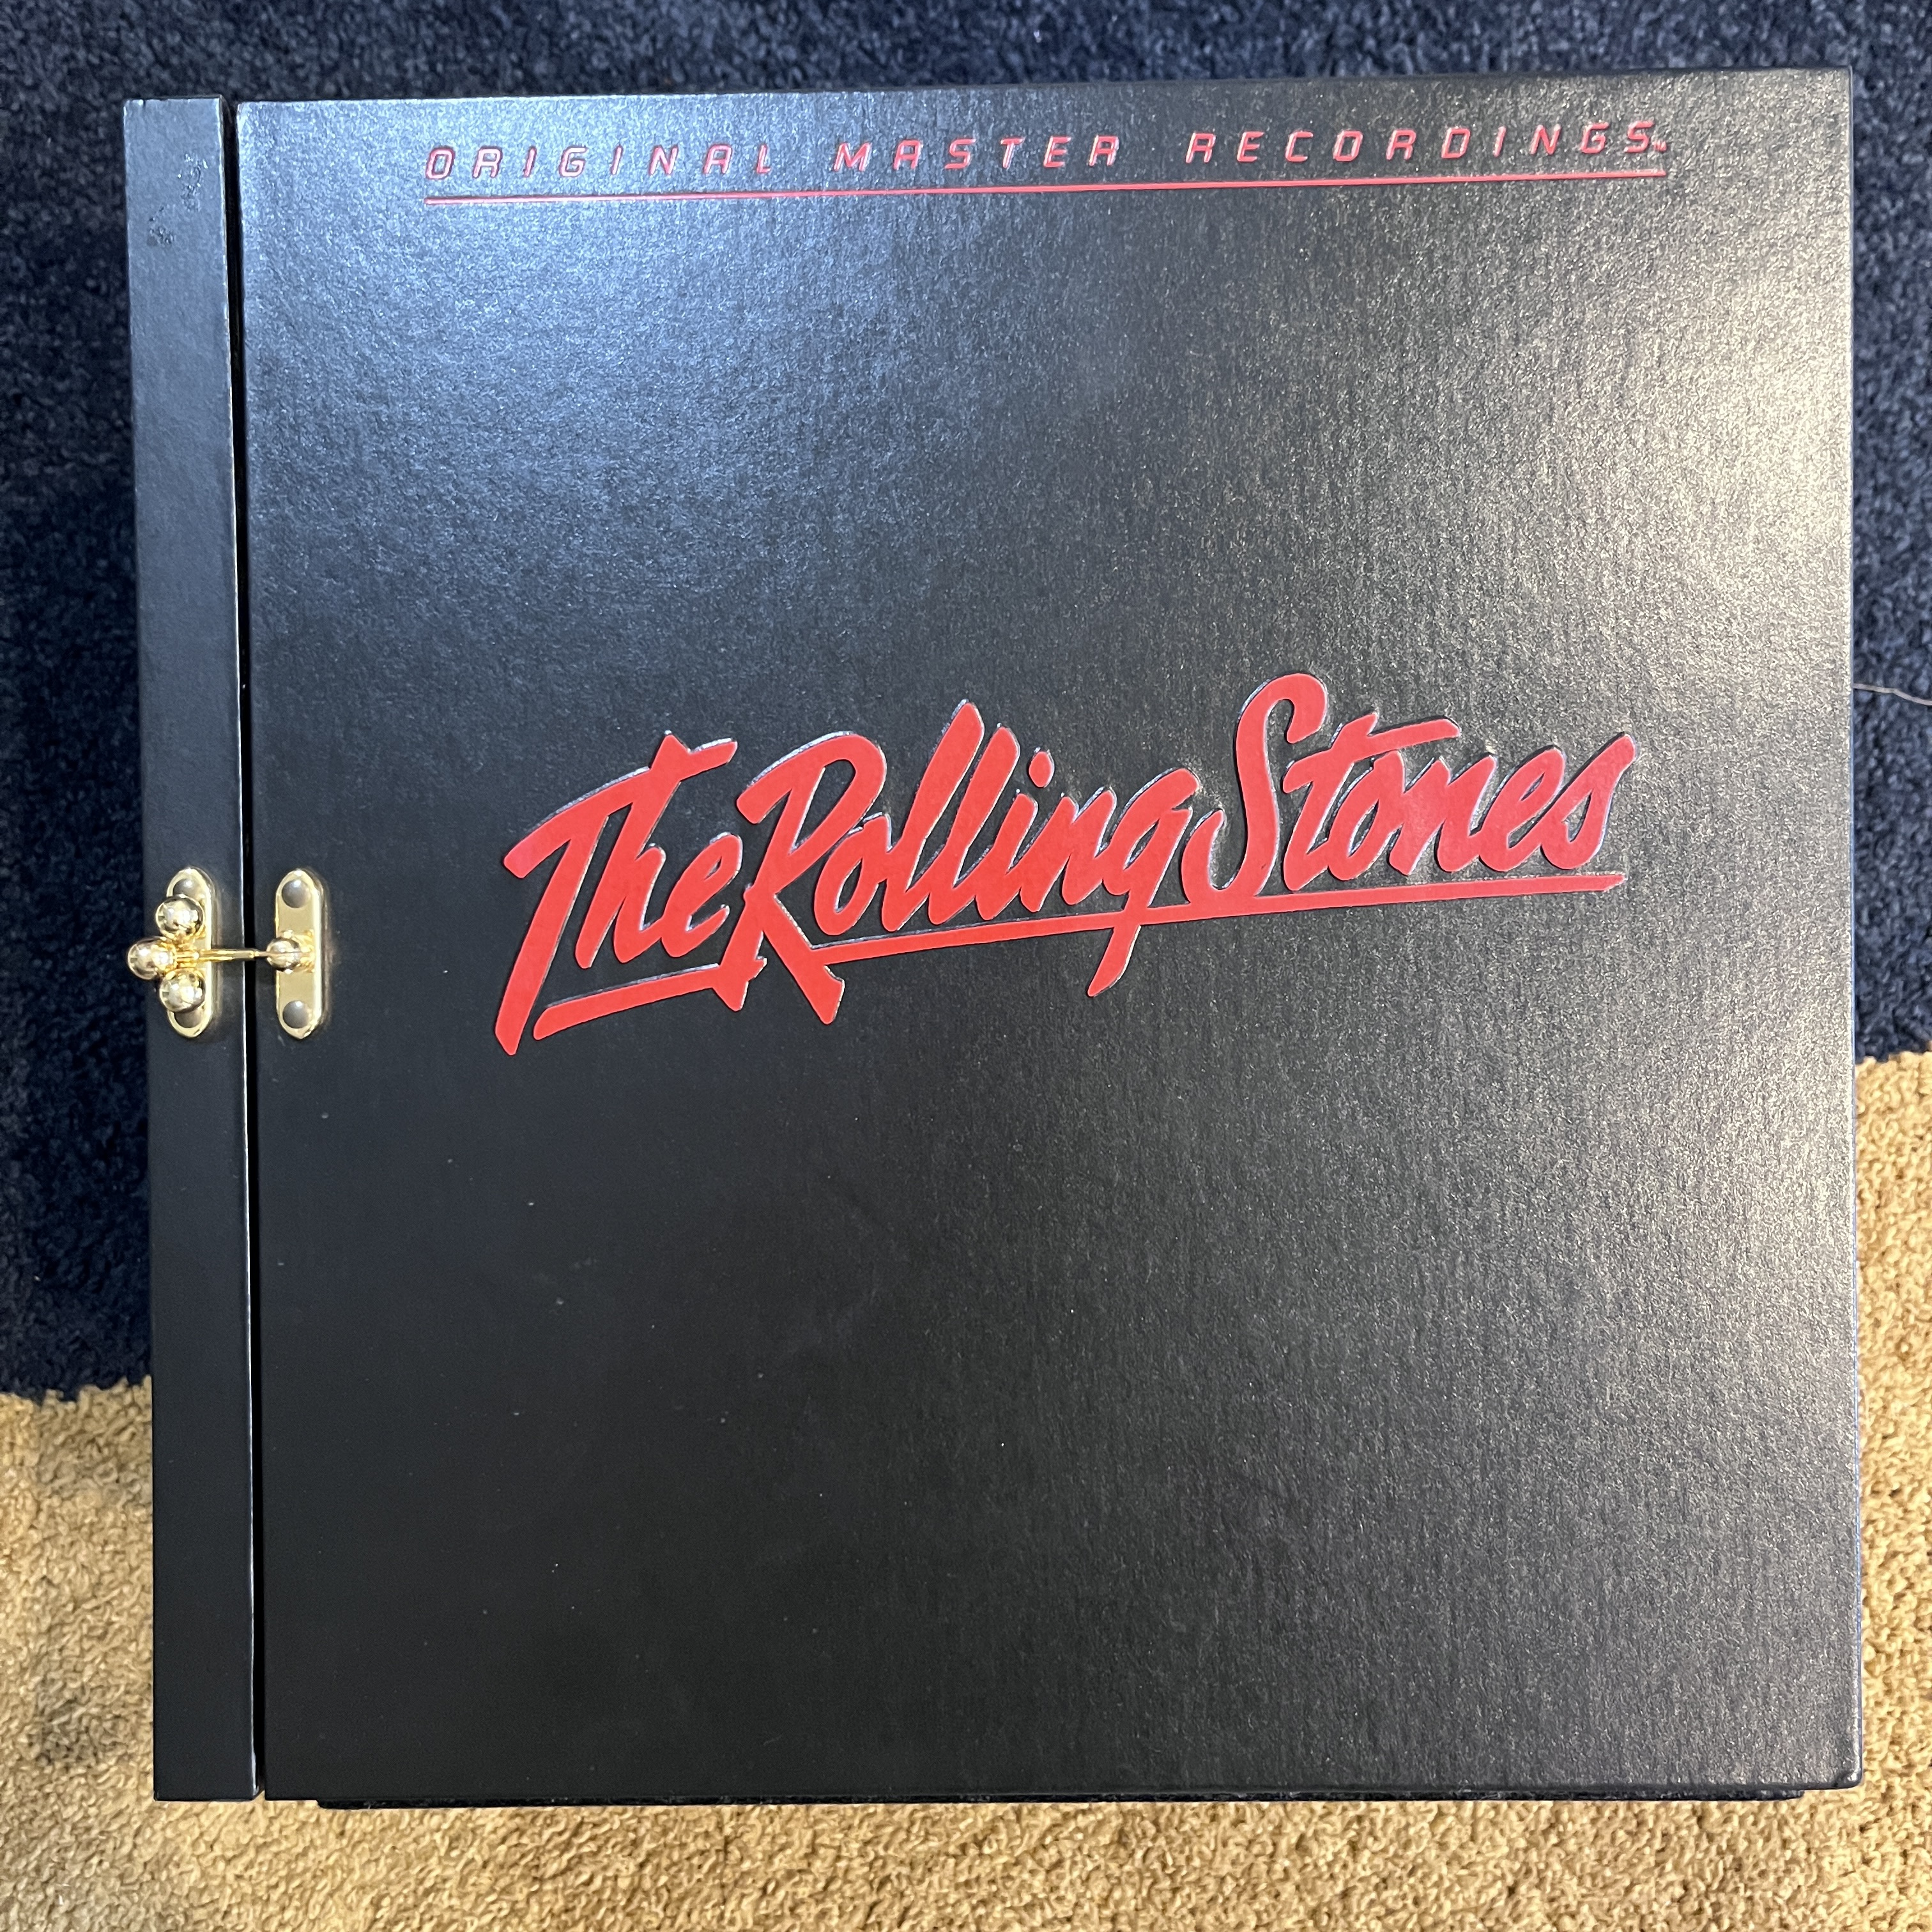 ORIGINAL MASTER RECORDINGS
The Rolling Stones